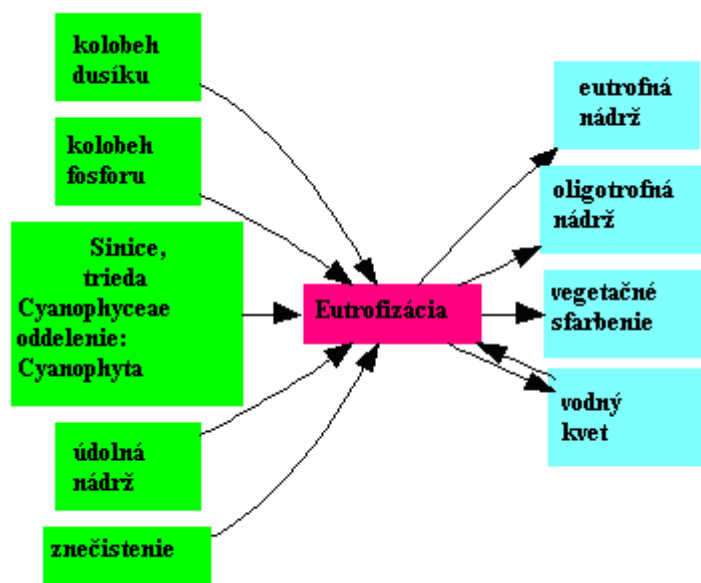 kolobeh
dusíku
kolobeh
fosforu
Sinice,
trieda
Cyanophyceae
oddelenie:
Cyanophyta
údolná
nádrž
znečistenie
Eutrofizácia
eutrofná
nádrž
oligotrofná
nádrž
vegetačné
sfarbenie
vodný
kvet